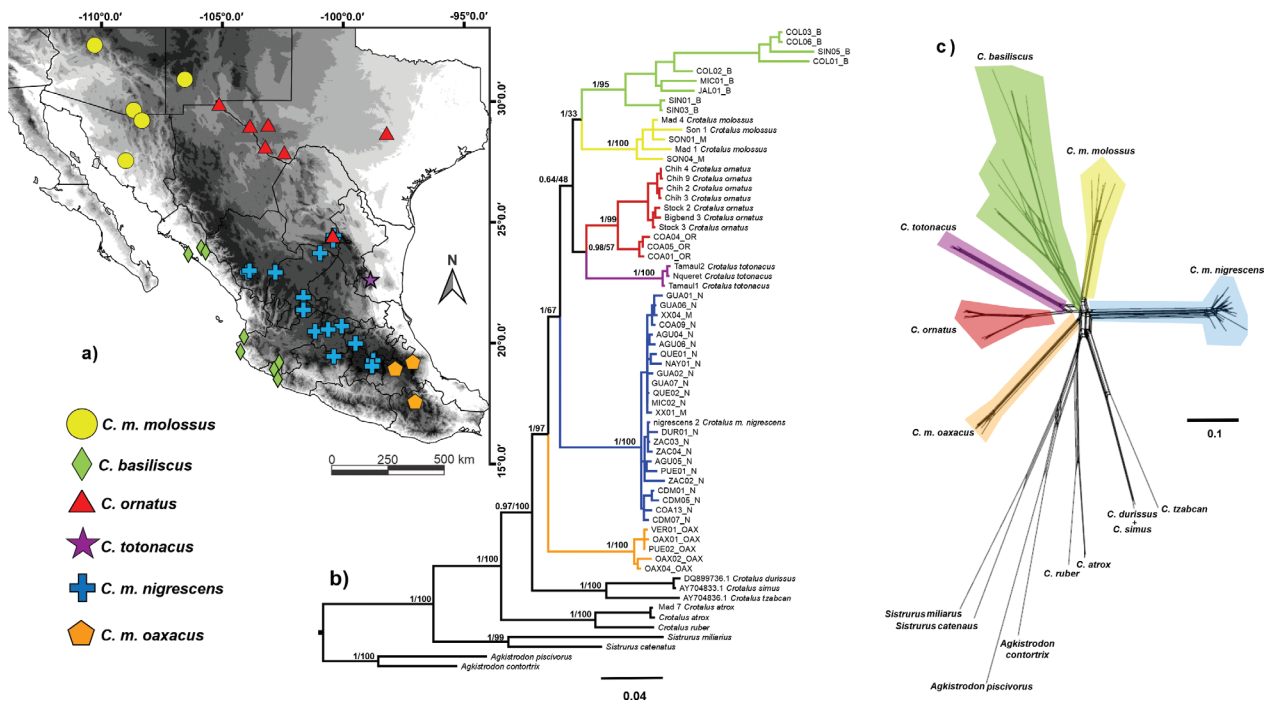 -110°0.0'
-105°0.0'
-100°0.0'
-95°0.0'
30°0.0'
25°0.0'
20°0.0'
15°0.0'
N
a)
0 250 500 km
C. m. molossus
C. basiliscus
C. ornatus
C. totonacus
C. m. nigrescens
C. m. oaxacus
b)
COL03_B
COL06_B
SIN05_B
COL01_B
COL02_B
MIC01_B
JAL01_B
SIN01_B
SIN03_B
Mad 4 Crotalus molossus
Son 1 Crotalus molossus
SON01_M
Mad 1 Crotalus molossus
SON04_M
Chih 4 Crotalus ornatus
Chih 9 Crotalus ornatus
Chih 2 Crotalus ornatus
Chih 3 Crotalus ornatus
Stock 2 Crotalus ornatus
Bigbend 3 Crotalus ornatus
Stock 3 Crotalus ornatus
COA04_OR
COA05_OR
COA01_OR
Tamaul2 Crotalus totonacus
Nqueret Crotalus totonacus
Tamaul1 Crotalus totonacus
GUA01_N
GUA06_N
XX04_M
COA09_N
AGU04_N
AGU06_N
QUE01_N
NAY01_N
GUA02_N
GUA07_N
QUE02_N
MIC02_N
XX01_M
nigrescens 2 Crotalus m. nigrescens
DUR01_N
ZAC03_N
ZAC04_N
AGU05_N
PUE01_N
ZAC02_N
CDM01_N
CDM05_N
COA13_N
CDM07_N
VER01_OAX
OAX01_OAX
PUE02_OAX
OAX02_OAX
OAX04_OAX
DQ899736.1 Crotalus durissus
AY704833.1 Crotalus simus
AY704836.1 Crotalus tzabcan
Mad 7 Crotalus atrox
Crotalus atrox
Crotalus ruber
Sistrurus miliarius
Sistrurus catenatus
Agkistrodon piscivorus
Agkistrodon contortrix
1/95
1/33
1/100
0.64/48
1/99
0.98/57
1/100
1/67
1/100
1/97
1/100
0.97/100
1/100
1/100
1/100
1/100
1/99
1/100
0.04
c)
C. basiliscus
C. m. molossus
C. totonacus
C. m. nigrescens
C. ornatus
C. m. oaxacus
0.1
C. tzabcan
C. durissus
+
C. simus
C. atrox
C. ruber
Sistrurus miliarus
Sistrurus catenaus
Agkistrodon
contortrix
Agkistrodon piscivorus